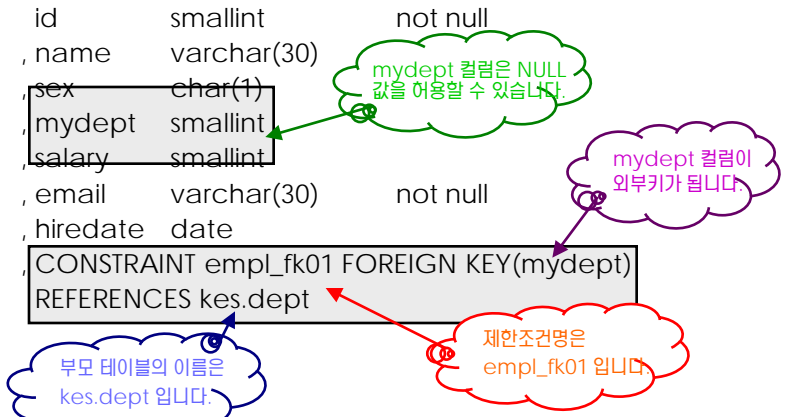 id smallint not null
, name varchar(30)
, sex char(1)
, mydept smallint
, salary smallint
, email varchar(30) not null
, hiredate date
, CONSTRAINT empl_fk01 FOREIGN KEY(mydept)
REFERENCES kes.dept
mydept 컬럼은 NULL
값을 허용할 수 있습니다.
mydept 컬럼이
외부키가 됩니다.
제한조건명은
empl_fk01 입니다.
부모 테이블의 이름은
kes.dept 입니다.